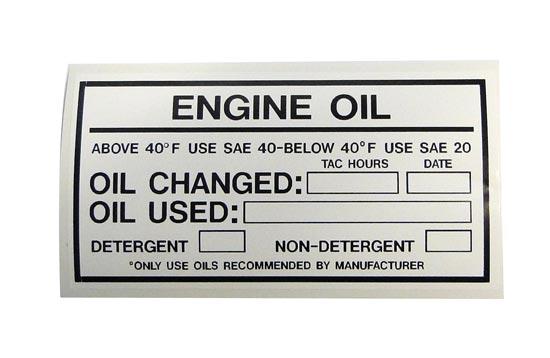 ENGINE OIL
ABOVE 40°F USE SAE 40-BELOW 40°F USE SAE 20
TAC HOURS DATE
OIL CHANGED:
OIL USED:
DETERGENT NON-DETERGENT
°ONLY USE OILS RECOMMENDED BY MANUFACTURER